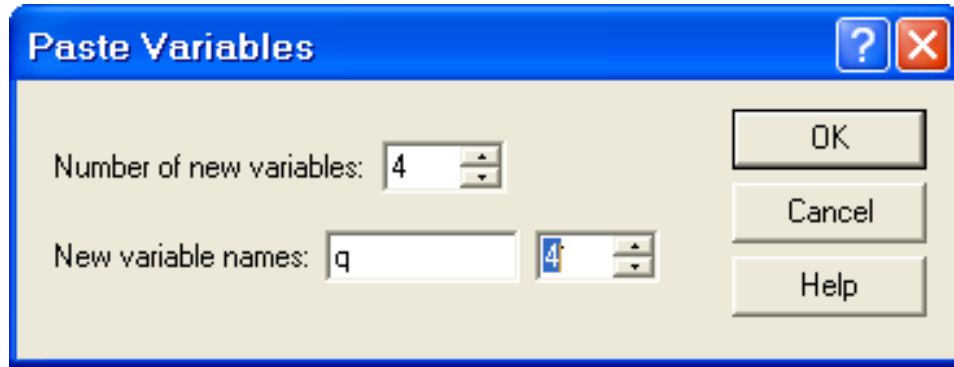 Paste Variables
Number of new variables: 4
New variable names: q 4
OK
Cancel
Help